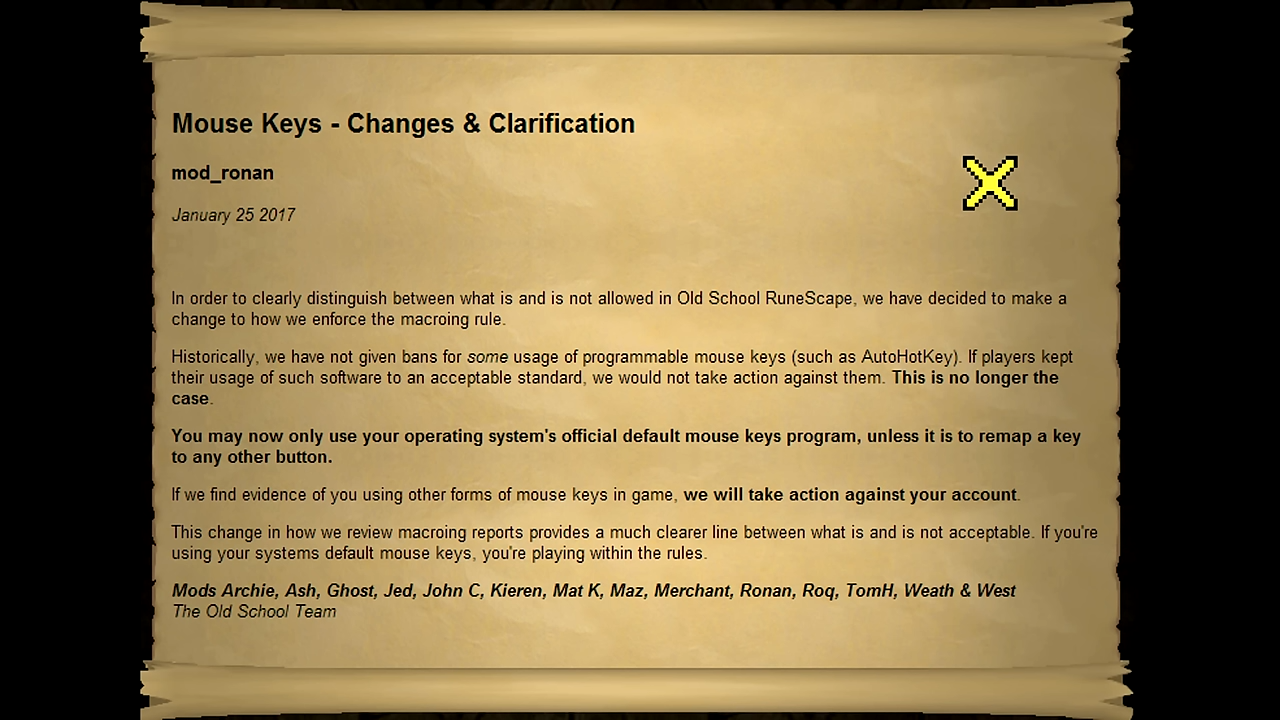 Mouse Keys - Changes & Clarification
mod_ronan
January 25 2017
In order to clearly distinguish between what is and is not allowed in Old School RuneScape, we have decided to make a
change to how we enforce the macroing rule.
Historically, we have not given bans for some usage of programmable mouse keys (such as AutoHotKey). If players kept
their usage of such software to an acceptable standard, we would not take action against them. This is no longer the
case.
You may now only use your operating system's official default mouse keys program, unless it is to remap a key
to any other button.
If we find evidence of you using other forms of mouse keys in game, we will take action against your account.
This change in how we review macroing reports provides a much clearer line between what is and is not acceptable. If you're
using your systems default mouse keys, you're playing within the rules.
Mods Archie, Ash, Ghost, Jed, John C, Kieren, Mat K, Maz, Merchant, Ronan, Roq, TomH, Weath & West
The Old School Team